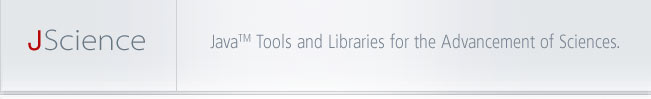 JScience
Java™ Tools and Libraries for the Advancement of Sciences.